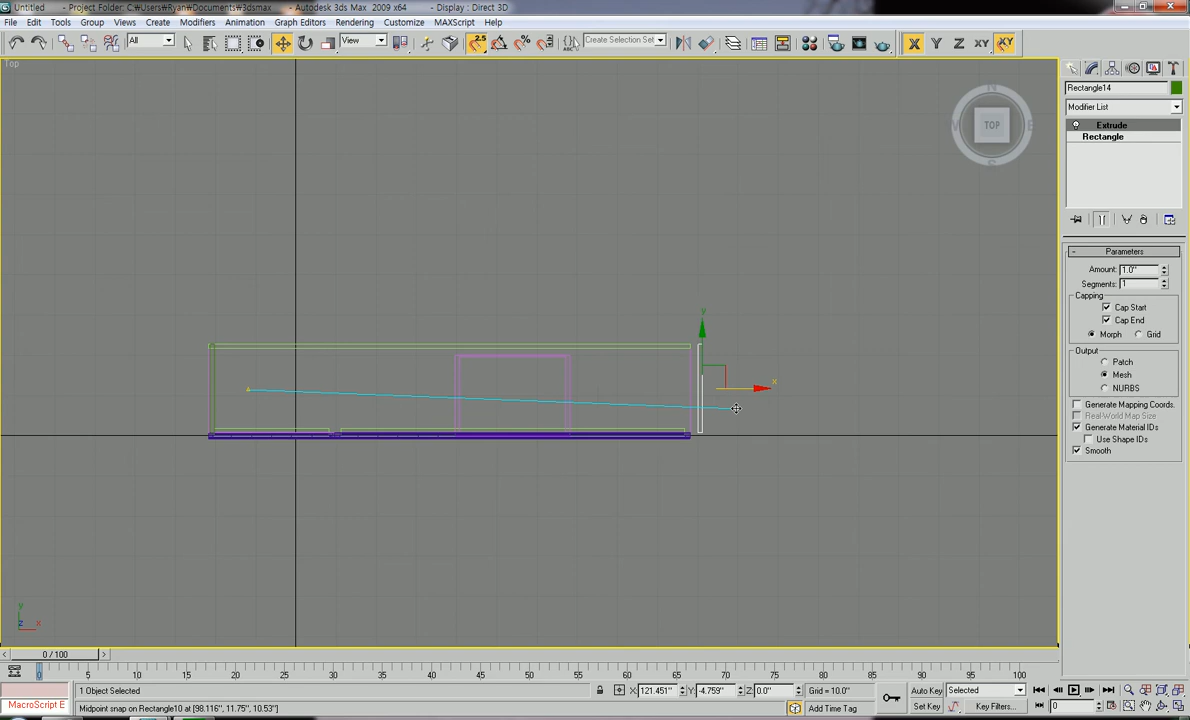 Untitled - Project Folder: C:₩Users₩Ryan₩Documents₩3dsmax - Autodesk 3ds Max 2009 x64 - Display : Direct 3D
File Edit Tools Group Views Create Modifiers Animation Graph Editors Rendering Customize MAXScript Help
All View 2.5 Create Selection Set X Y Z XY XY
Top
N
TOP
S
Rectangle14
Modifier List
Extrude
Rectangle
- Parameters
Amount: 1.0"
Segments: 1
Capping
Cap Start
Cap End
Morph Grid
Output
Patch
Mesh
NURBS
Generate Mapping Coords.
Real-World Map Size
Generate Material IDs
Use Shape IDs
Smooth
y
x
y
z x
< 0 / 100 >
0 5 10 15 20 25 30 35 40 45 50 55 60 65 70 75 80 85 90 95 100
1 Object Selected X: 121.451" Y: -4.759" Z: 0.0" Grid = 10.0" Auto Key Selected
MacroScript E Midpoint snap on Rectangle10 at [98.116", 11.75", 10.53"] Add Time Tag Set Key Key Filters... 0